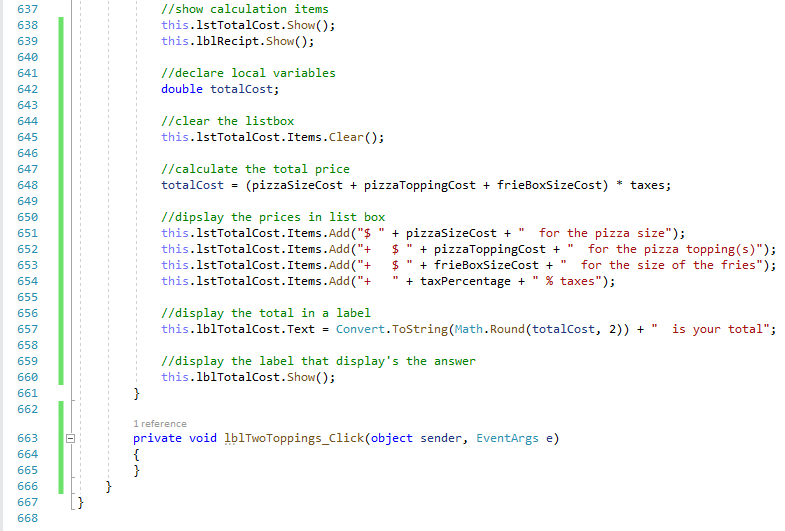 637 //show calculation items
638 this.lstTotalCost.Show();
639 this.lblRecipt.Show();
640
641 //declare local variables
642 double totalCost;
643
644 //clear the listbox
645 this.lstTotalCost.Items.Clear();
646
647 //calculate the total price
648 totalCost = (pizzaSizeCost + pizzaToppingCost + frieBoxSizeCost) * taxes;
649
650 //dipslay the prices in list box
651 this.lstTotalCost.Items.Add("$ " + pizzaSizeCost + "  for the pizza size");
652 this.lstTotalCost.Items.Add("+   $ " + pizzaToppingCost + "  for the pizza topping(s)");
653 this.lstTotalCost.Items.Add("+   $ " + frieBoxSizeCost + "  for the size of the fries");
654 this.lstTotalCost.Items.Add("+   " + taxPercentage + " % taxes");
655
656 //display the total in a label
657 this.lblTotalCost.Text = Convert.ToString(Math.Round(totalCost, 2)) + "  is your total";
658
659 //display the label that display's the answer
660 this.lblTotalCost.Show();
661 }
662
1 reference
663 private void lblTwoToppings_Click(object sender, EventArgs e)
664 {
665 }
666 }
667 }
668